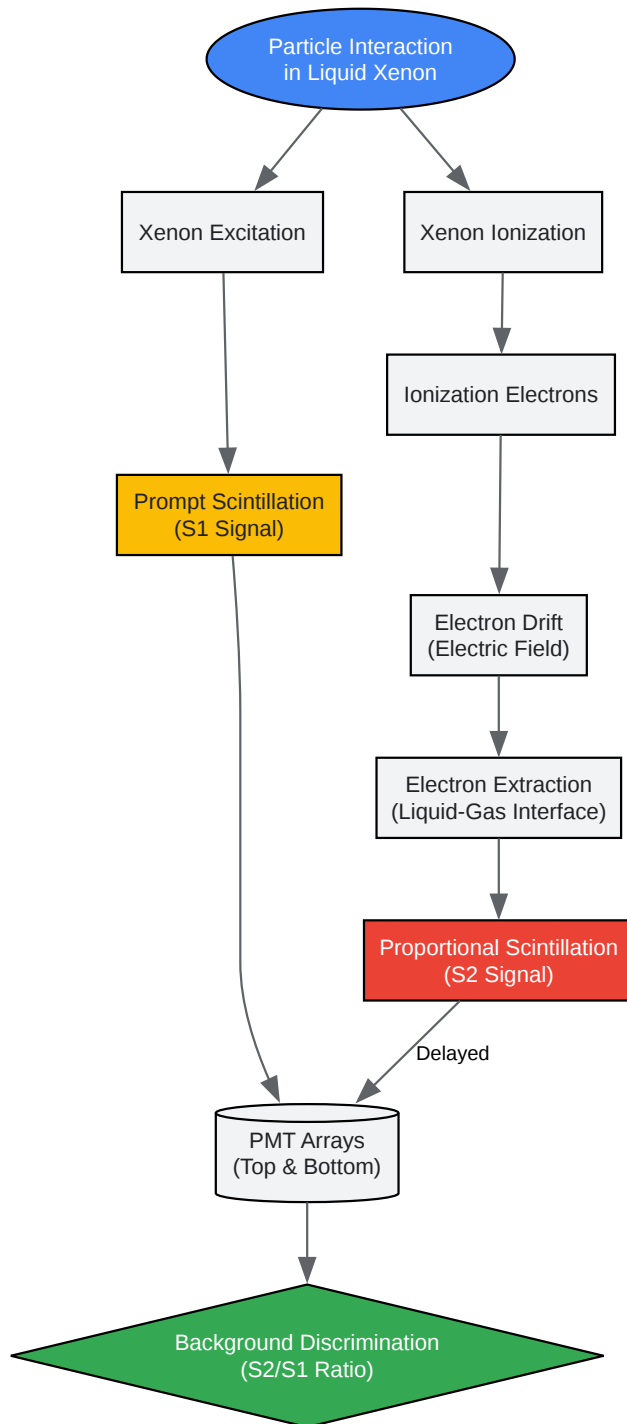 Particle Interaction
in Liquid Xenon
Xenon Excitation
Xenon Ionization
Ionization Electrons
Prompt Scintillation
(S1 Signal)
Electron Drift
(Electric Field)
Electron Extraction
(Liquid-Gas Interface)
Proportional Scintillation
(S2 Signal)
Delayed
PMT Arrays
(Top & Bottom)
Background Discrimination
(S2/S1 Ratio)